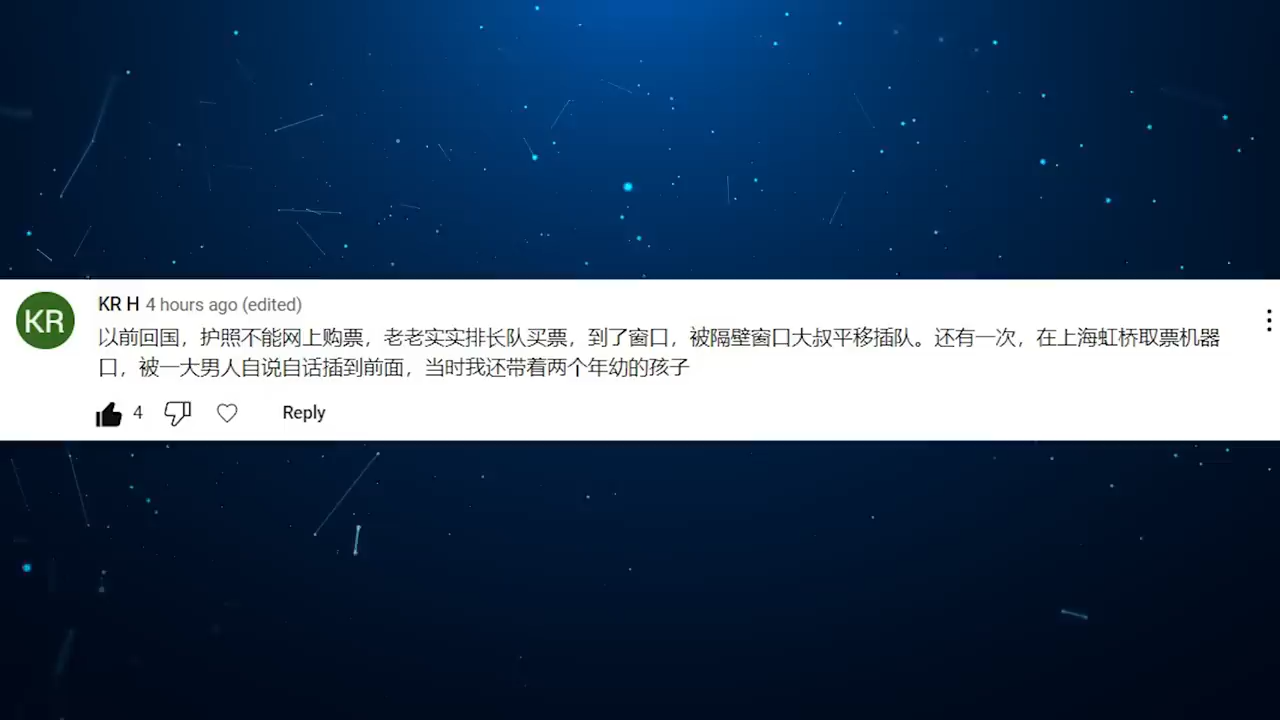 KR
KR H 4 hours ago (edited)
以前回国，护照不能网上购票，老老实实排长队买票，到了窗口，被隔壁窗口大叔平移插队。还有一次，在上海虹桥取票机器
口，被一大男人自说自话插到前面，当时我还带着两个年幼的孩子
4 Reply